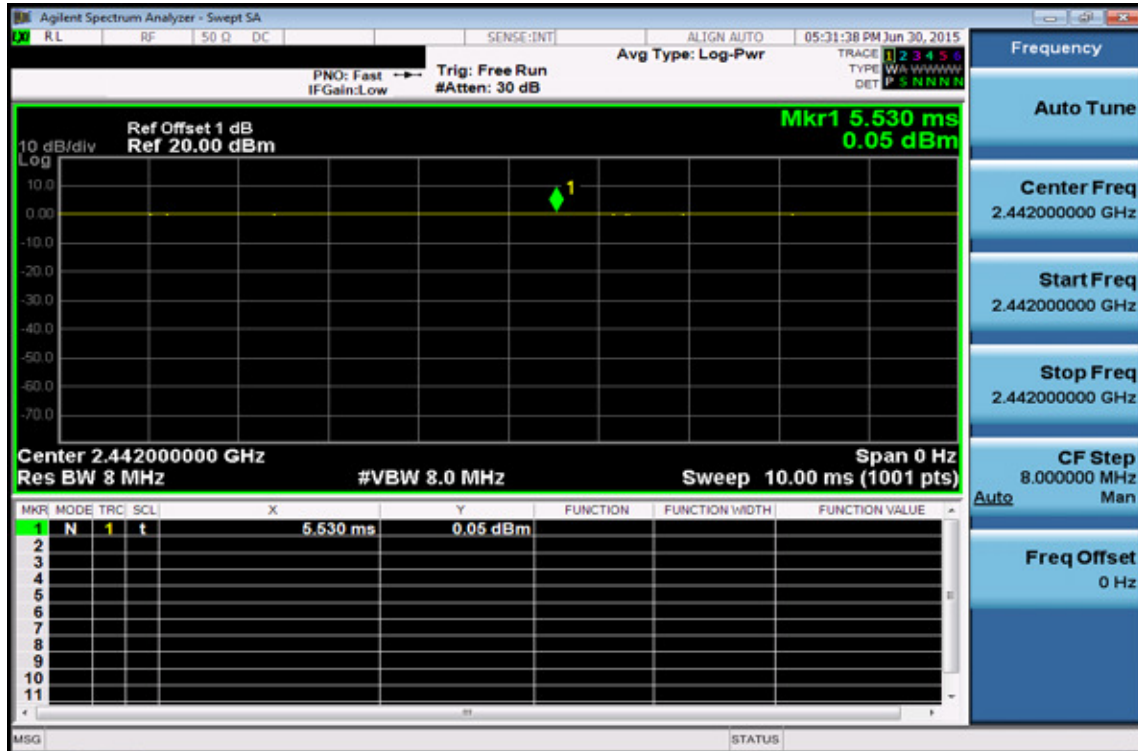 Agilent Spectrum Analyzer - Swept SA
RL RF 50 Ω DC SENSE:INT ALIGN AUTO 05:31:38 PM Jun 30, 2015
Frequency
PNO: Fast Trig: Free Run Avg Type: Log-Pwr TRACE 1 2 3 4 5 6
IFGain:Low #Atten: 30 dB TYPE
DET P S N N N N
Auto Tune
Ref Offset 1 dB Mkr1 5.530 ms
10 dB/div Ref 20.00 dBm 0.05 dBm
Log
10.0
1
0.00
-10.0
-20.0
-30.0
-40.0
-50.0
-60.0
-70.0
Center 2.442000000 GHz Span 0 Hz
Res BW 8 MHz #VBW 8.0 MHz Sweep 10.00 ms (1001 pts)
Center Freq
2.442000000 GHz
Start Freq
2.442000000 GHz
Stop Freq
2.442000000 GHz
CF Step
8.000000 MHz
Auto Man
Freq Offset
0 Hz
MKR MODE TRC SCL X Y FUNCTION FUNCTION WIDTH FUNCTION VALUE
1 N 1 t 5.530 ms 0.05 dBm
2
3
4
5
6
7
8
9
10
11
MSG STATUS